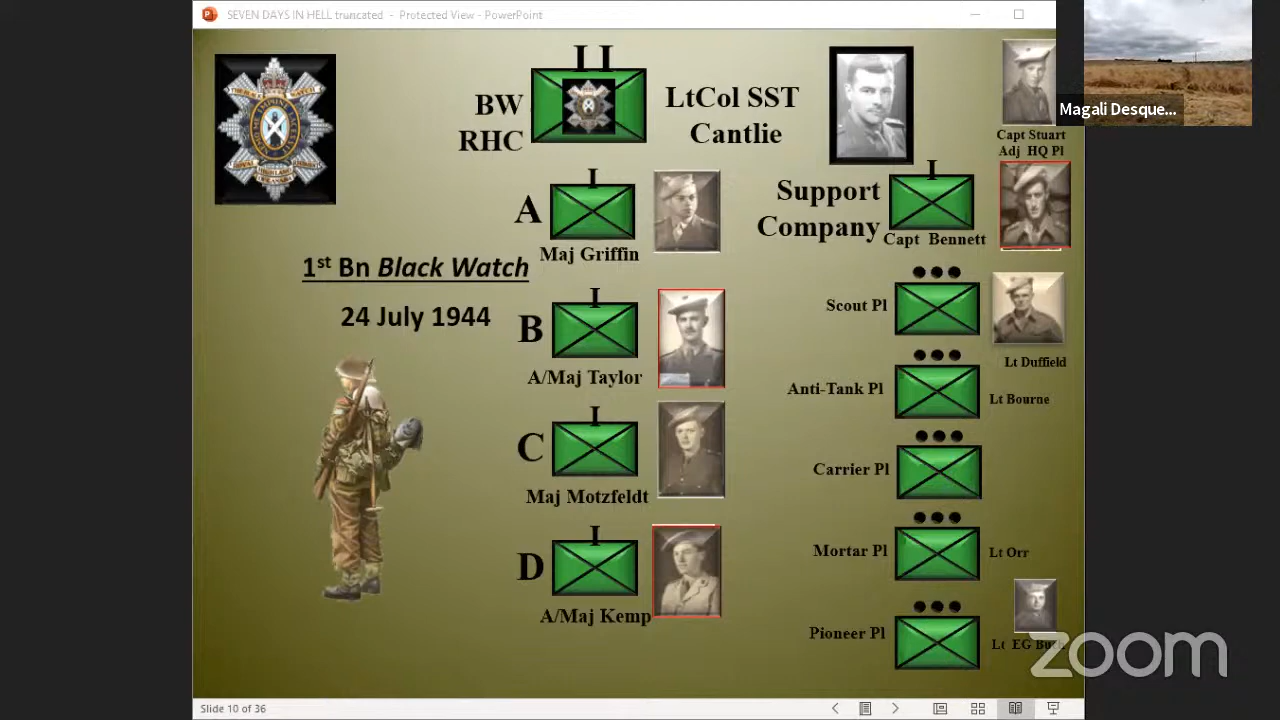 SEVEN DAYS IN HELL truncated - Protected View - PowerPoint
Magali Desque...
II
BW
RHC
LtCol SST
Cantlie
Capt Stuart
Adj HQ Pl
I
A
Maj Griffin
Support
Company
I
Capt Bennett
1st Bn Black Watch
24 July 1944
I
B
A/Maj Taylor
Scout Pl
Lt Duffield
Anti-Tank Pl
Lt Bourne
I
C
Maj Motzfeldt
Carrier Pl
I
D
A/Maj Kemp
Mortar Pl
Lt Orr
Pioneer Pl
Lt EG
zoom
Slide 10 of 36